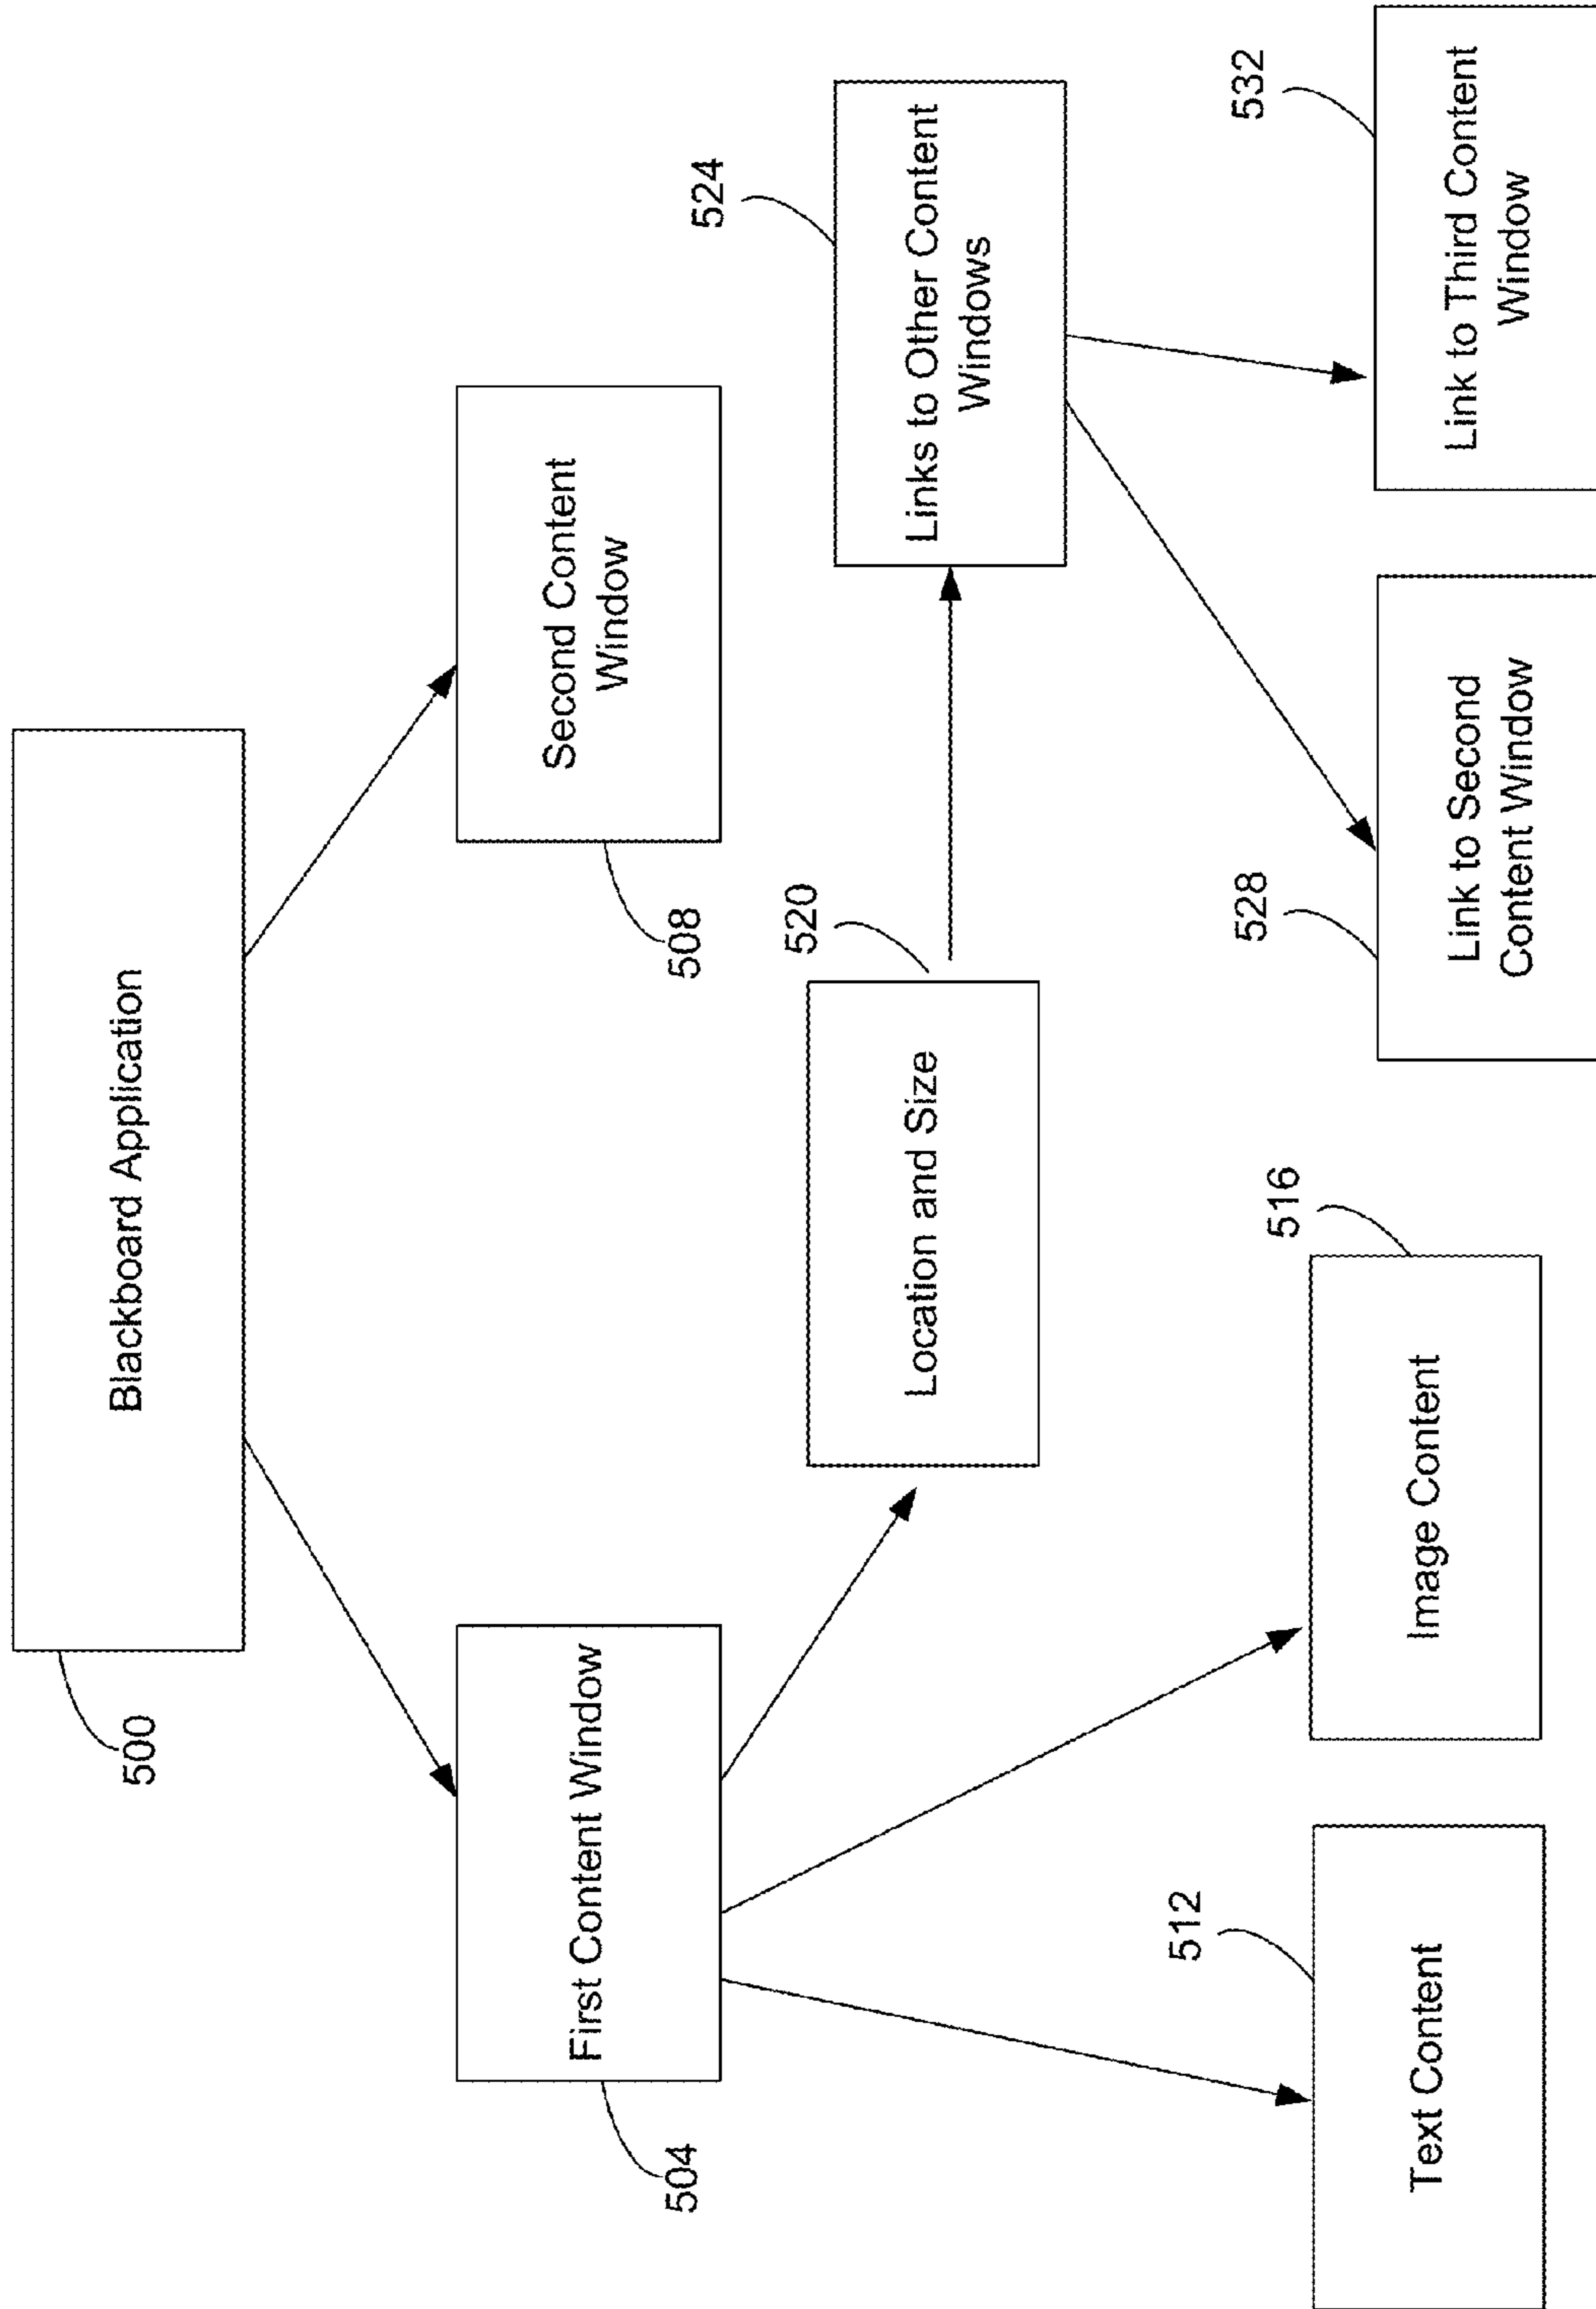 Blackboard Application
500
First Content Window
504
Second Content
Window
508
Location and Size
520
Links to Other Content
Windows
524
Text Content
512
Image Content
516
Link to Second
Content Window
528
Link to Third Content
Window
532